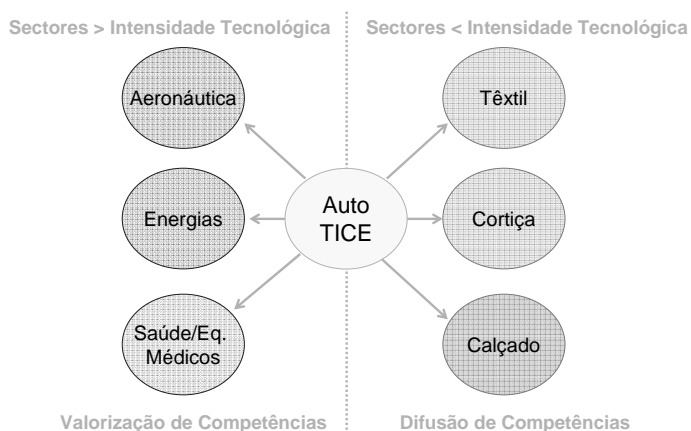 Sectores > Intensidade Tecnológica
Sectores < Intensidade Tecnológica
Aeronáutica
Têxtil
Energias
Auto
TICE
Cortiça
Saúde/Eq.
Médicos
Calçado
Valorização de Competências
Difusão de Competências